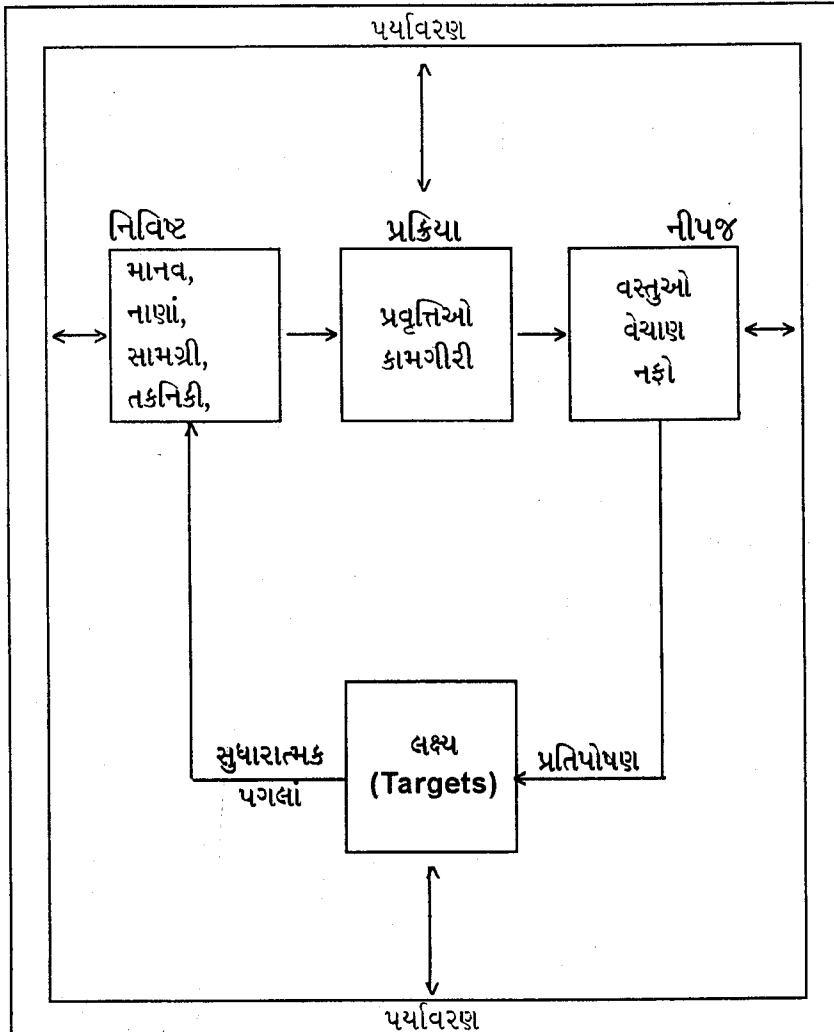 પર્યાવરણ
નિવિષ્ટ
માનવ,
નાણાં,
સામગ્રી,
તકનિકી,
પ્રક્રિયા
પ્રવૃત્તિઓ
કામગીરી
નીપજ
વસ્તુઓ
વેચાણ
નફો
સુધારાત્મક
પગલાં
લક્ષ્ય
(Targets)
પ્રતિપોષણ
પર્યાવરણ